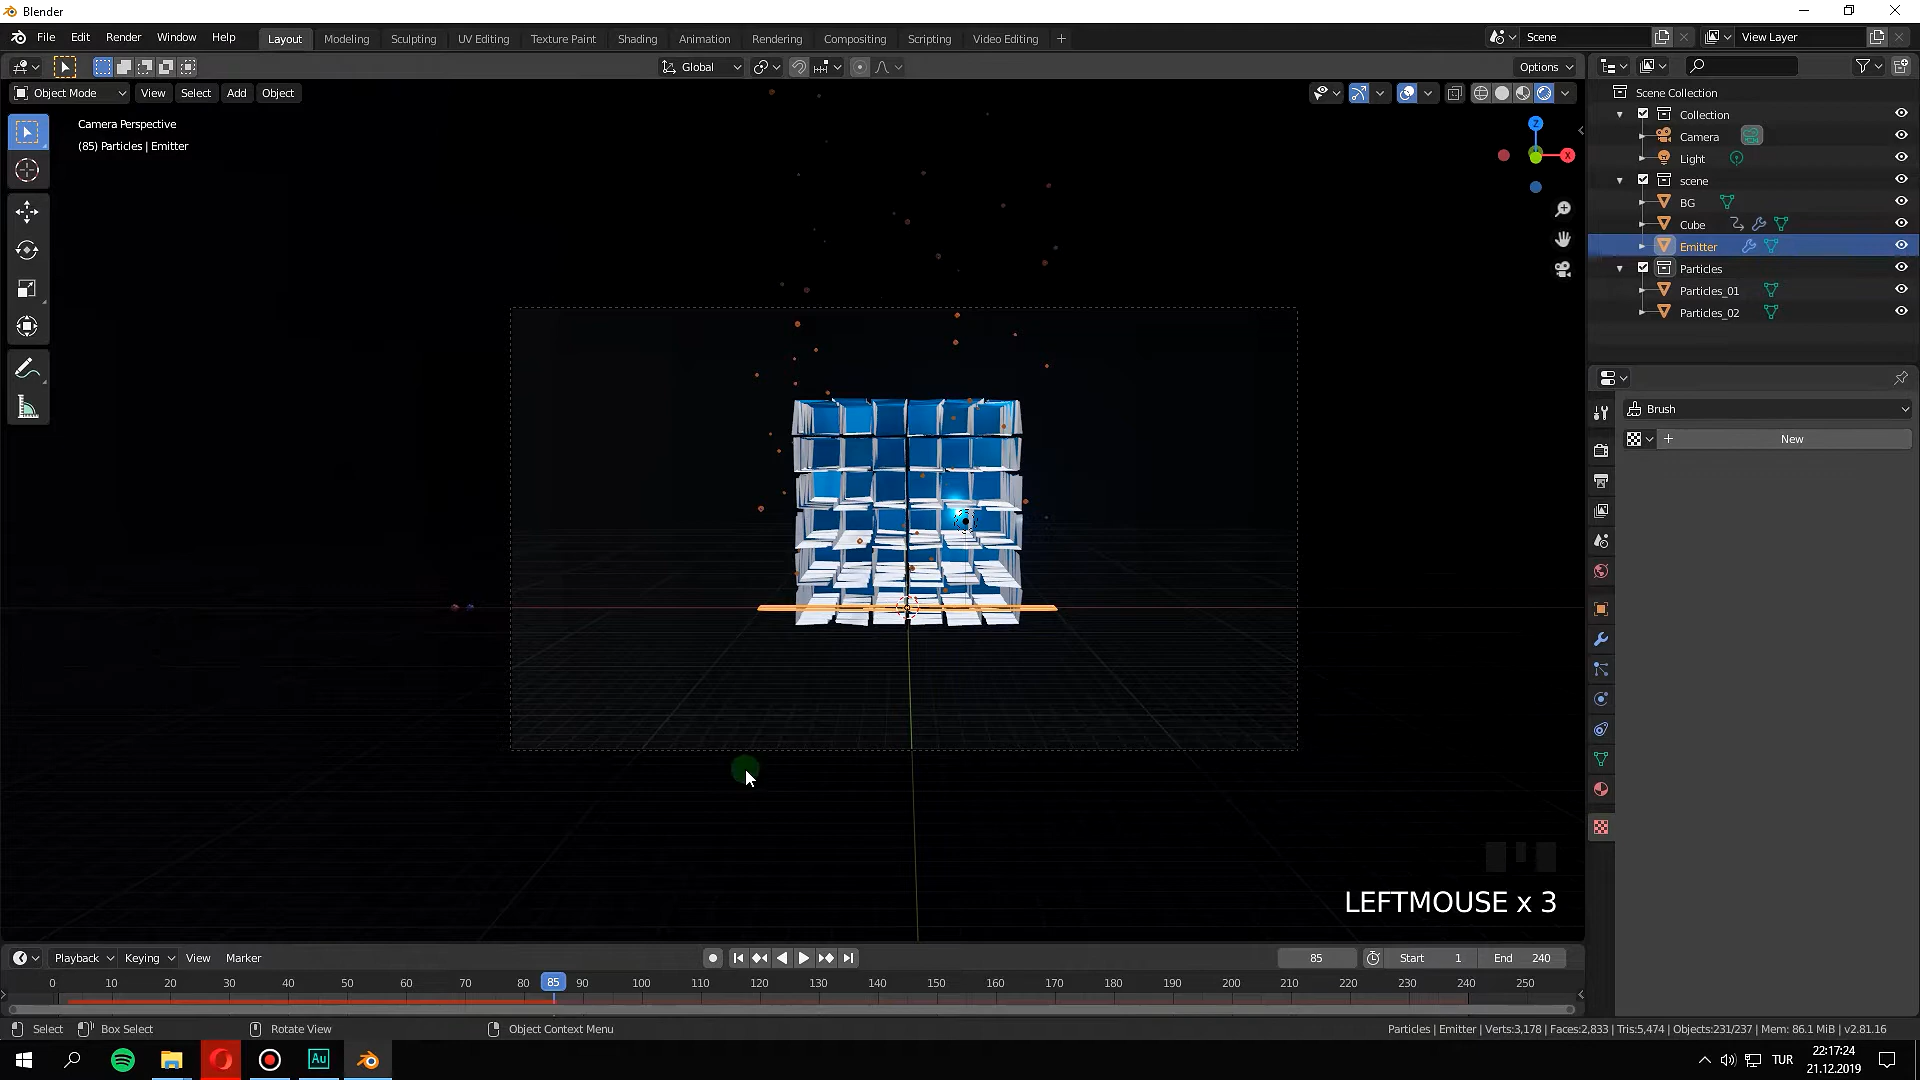 Blender
File Edit Render Window Help
Layout Modeling Sculpting UV Editing Texture Paint Shading Animation Rendering Compositing Scripting Video Editing +
Scene
View Layer
Global
Options
Object Mode View Select Add Object
Camera Perspective
(85) Particles | Emitter
Z
X
Scene Collection
Collection
Camera
Light
scene
BG
Cube
Emitter
Particles
Particles_01
Particles_02
Brush
+ New
LEFTMOUSE x 3
Playback Keying View Marker
85 Start 1 End 240
0 10 20 30 40 50 60 70 80 85 90 100 110 120 130 140 150 160 170 180 190 200 210 220 230 240 250
Select Box Select Rotate View Object Context Menu
Particles | Emitter | Verts:3,178 | Faces:2,833 | Tris:5,474 | Objects:231/237 | Mem: 86.1 MiB | v2.81.16
Au
TUR
22:17:24
21.12.2019